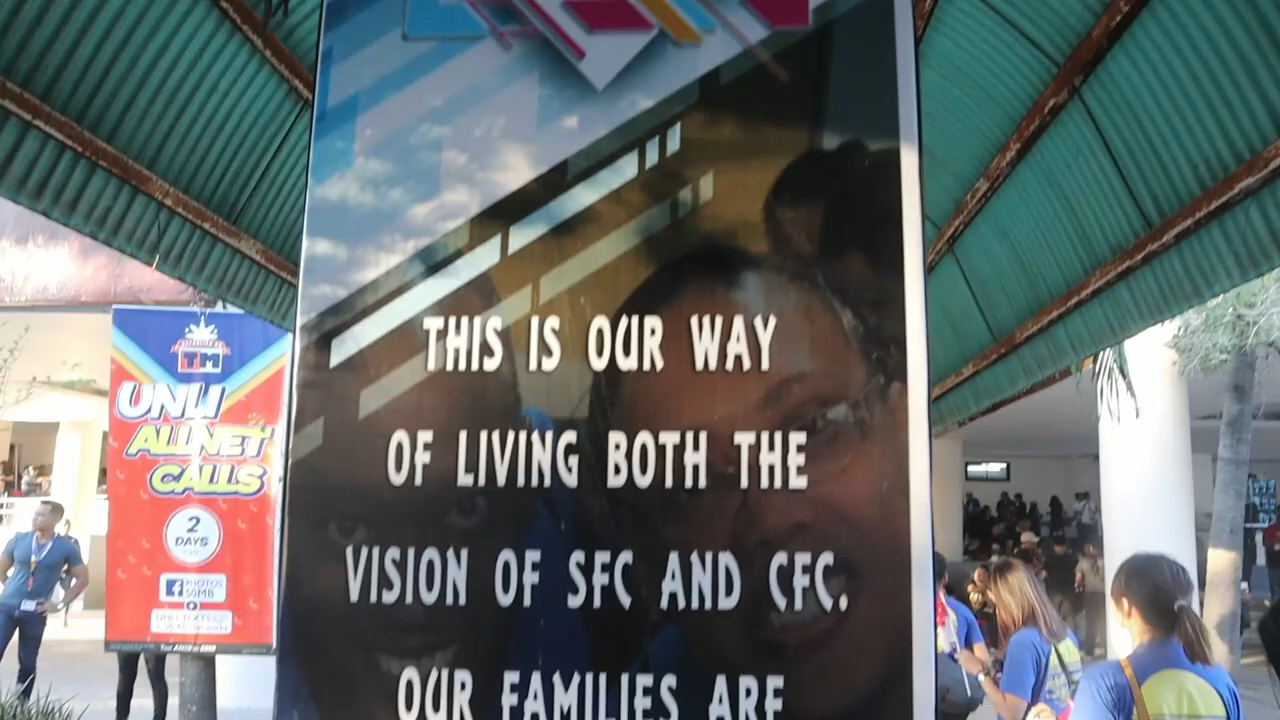 THIS IS OUR WAY
OF LIVING BOTH THE
VISION OF SFC AND CFC.
OUR FAMILIES ARE
TM
UNLI
ALLNET
CALLS
2
DAYS
PHOTOS
50MB